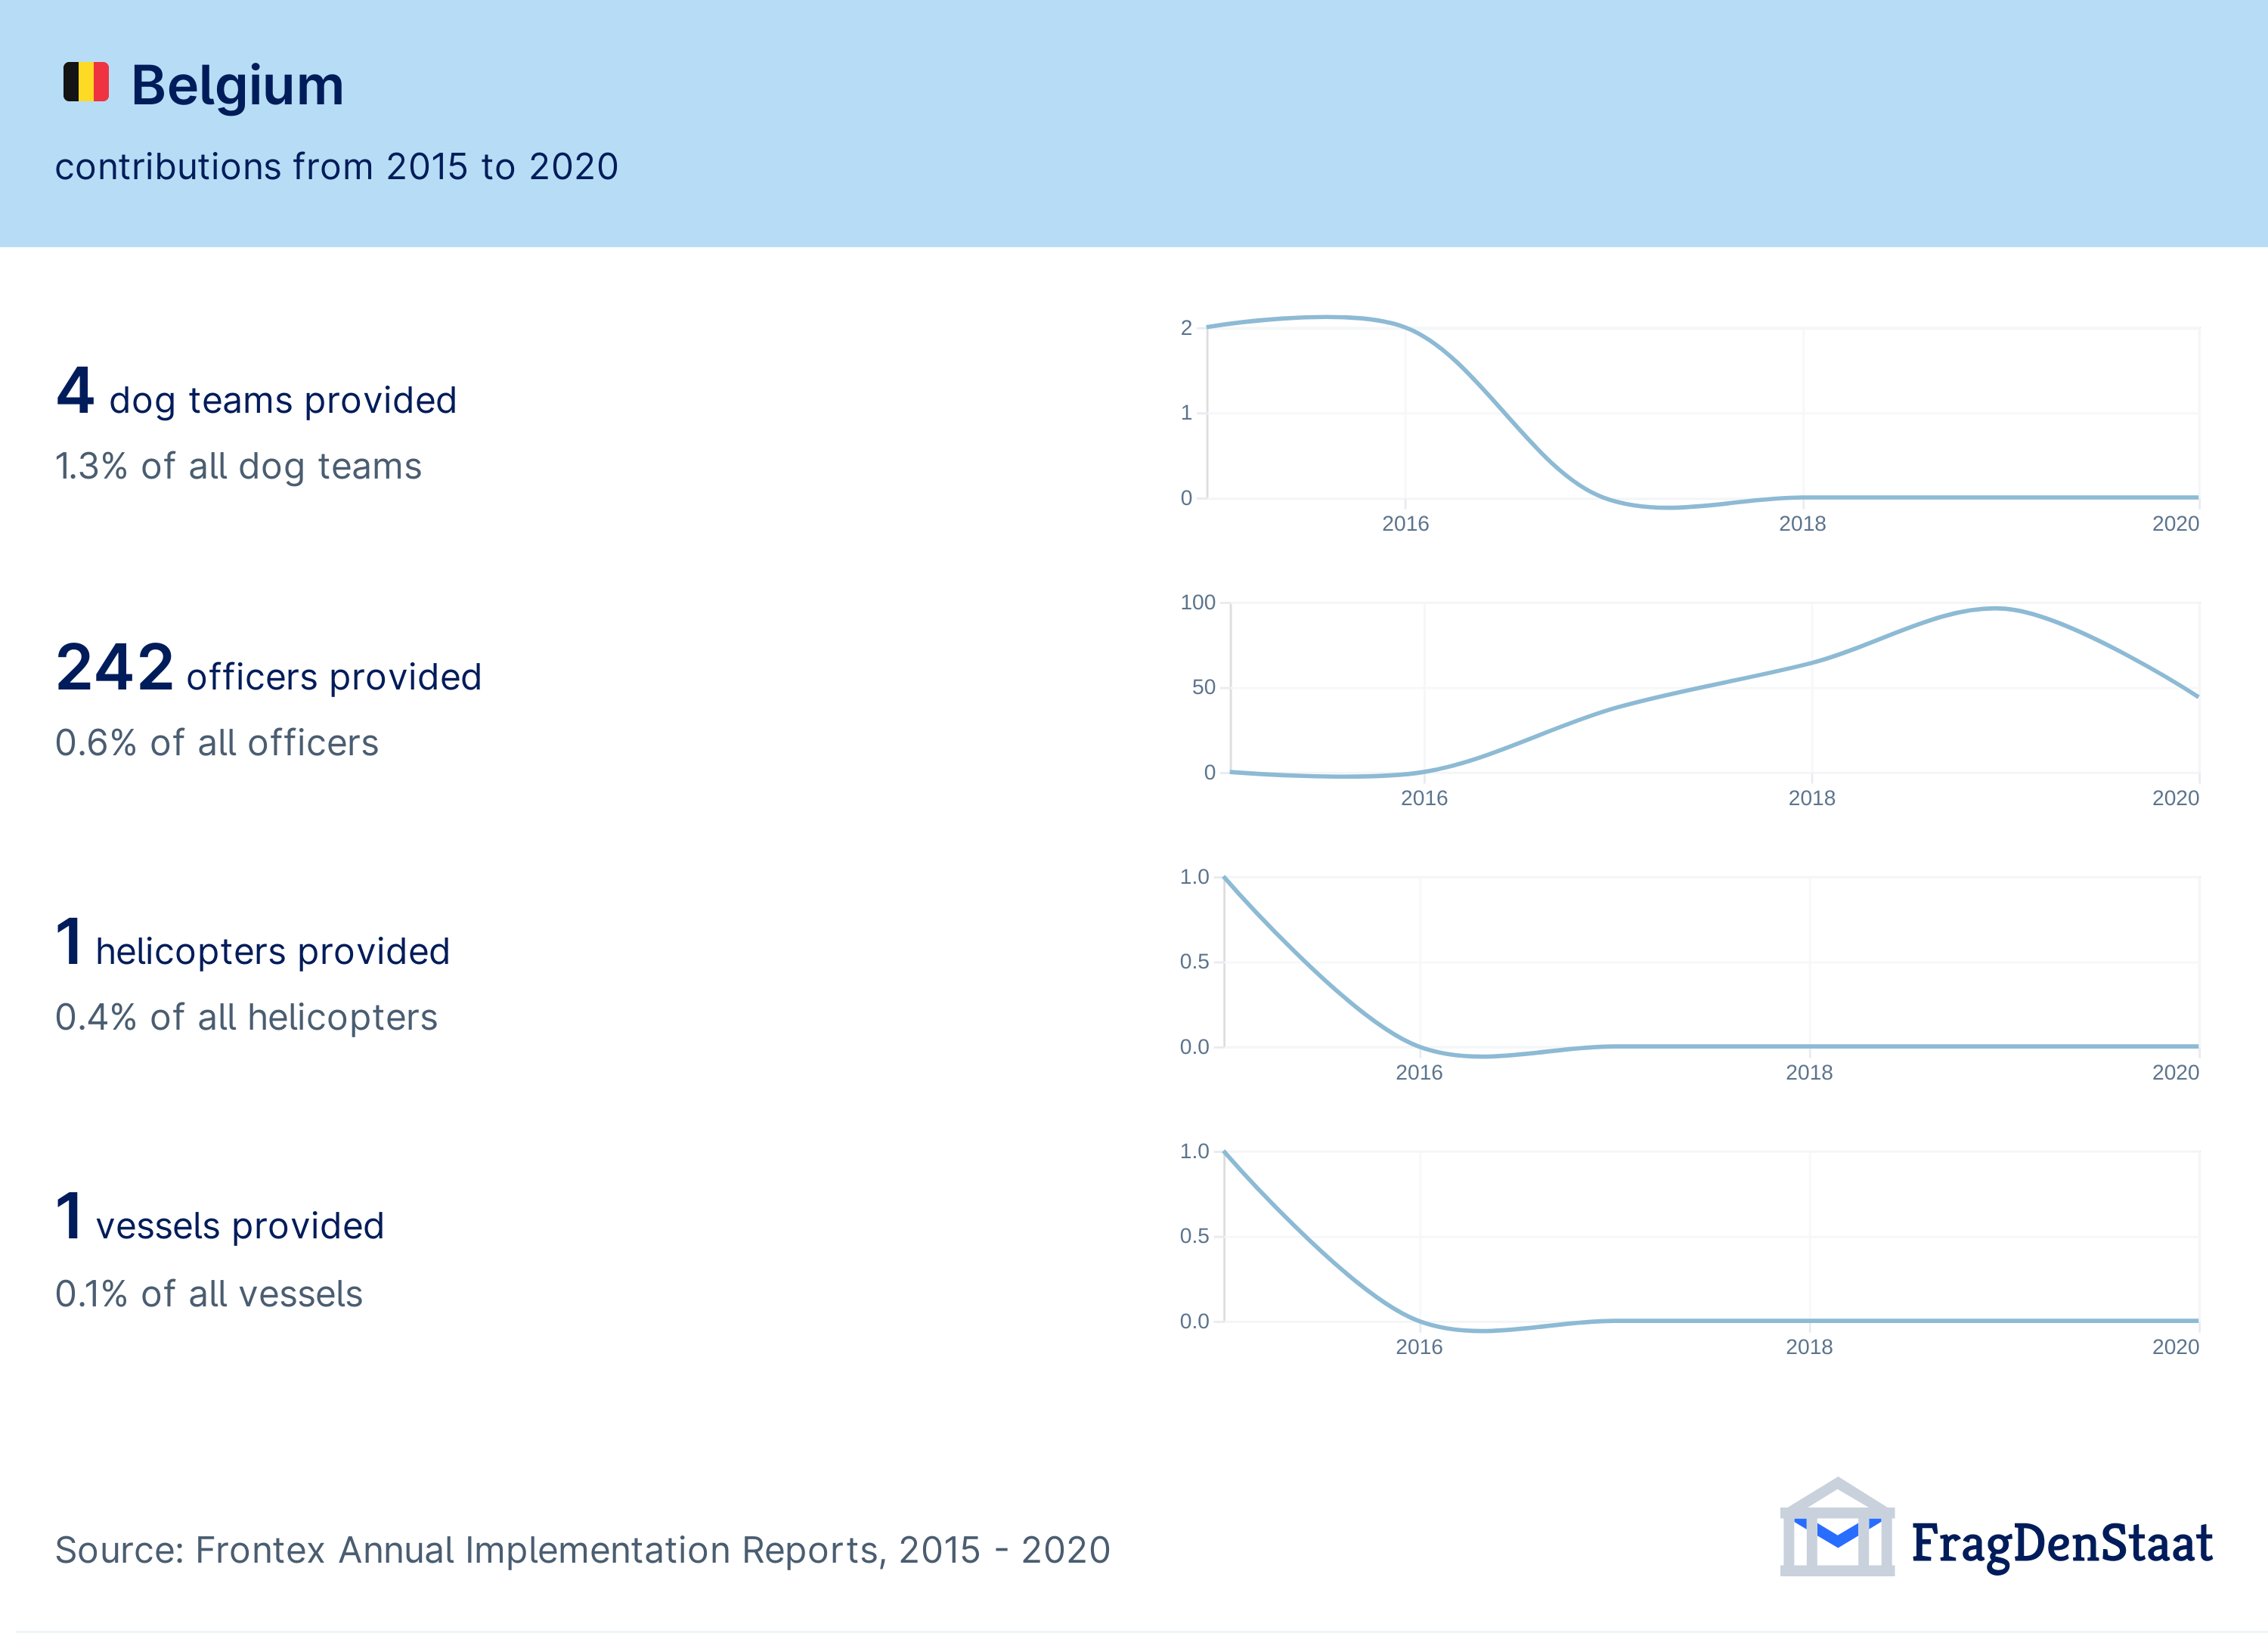 Belgium
contributions from 2015 to 2020
4 dog teams provided
1.3% of all dog teams
2
1
0
2016 2018 2020
242 officers provided
0.6% of all officers
100
50
0
2016 2018 2020
1 helicopters provided
0.4% of all helicopters
1.0
0.5
0.0
2016 2018 2020
1 vessels provided
0.1% of all vessels
1.0
0.5
0.0
2016 2018 2020
Source: Frontex Annual Implementation Reports, 2015 - 2020
FragDenStaat